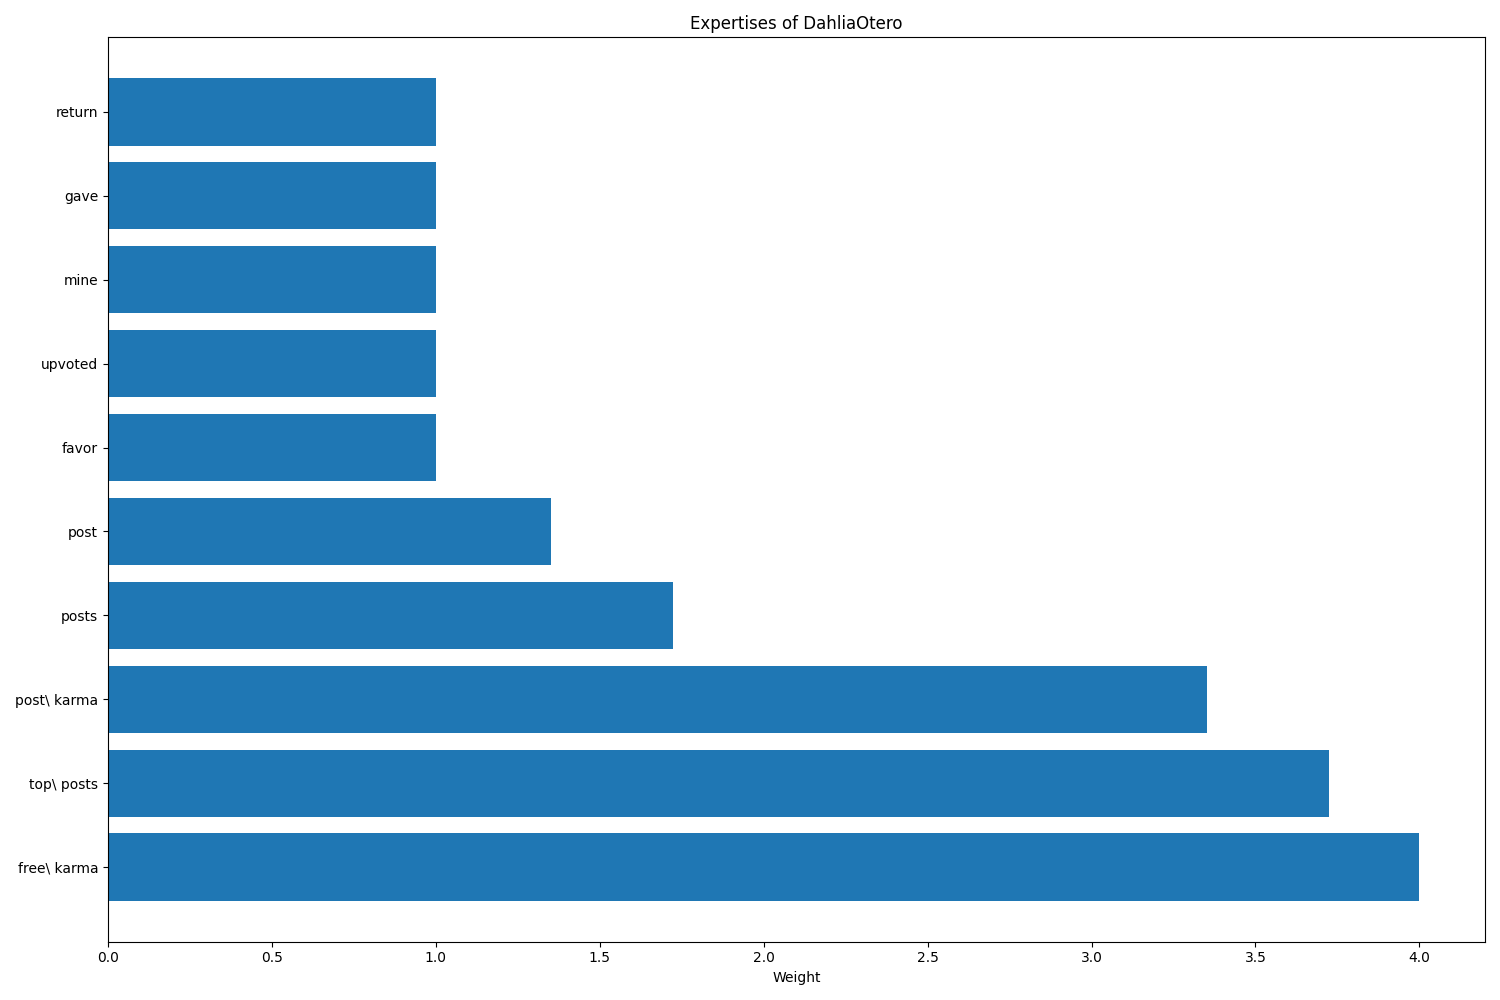 Expertises of DahliaOtero
return
gave
mine
upvoted
favor
post
posts
post\ karma
top\ posts
free\ karma
0.0 0.5 1.0 1.5 2.0 2.5 3.0 3.5 4.0
Weight